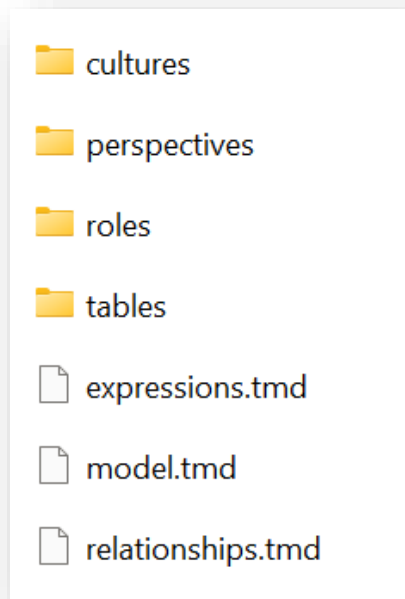 cultures
perspectives
roles
tables
expressions.tmd
model.tmd
relationships.tmd